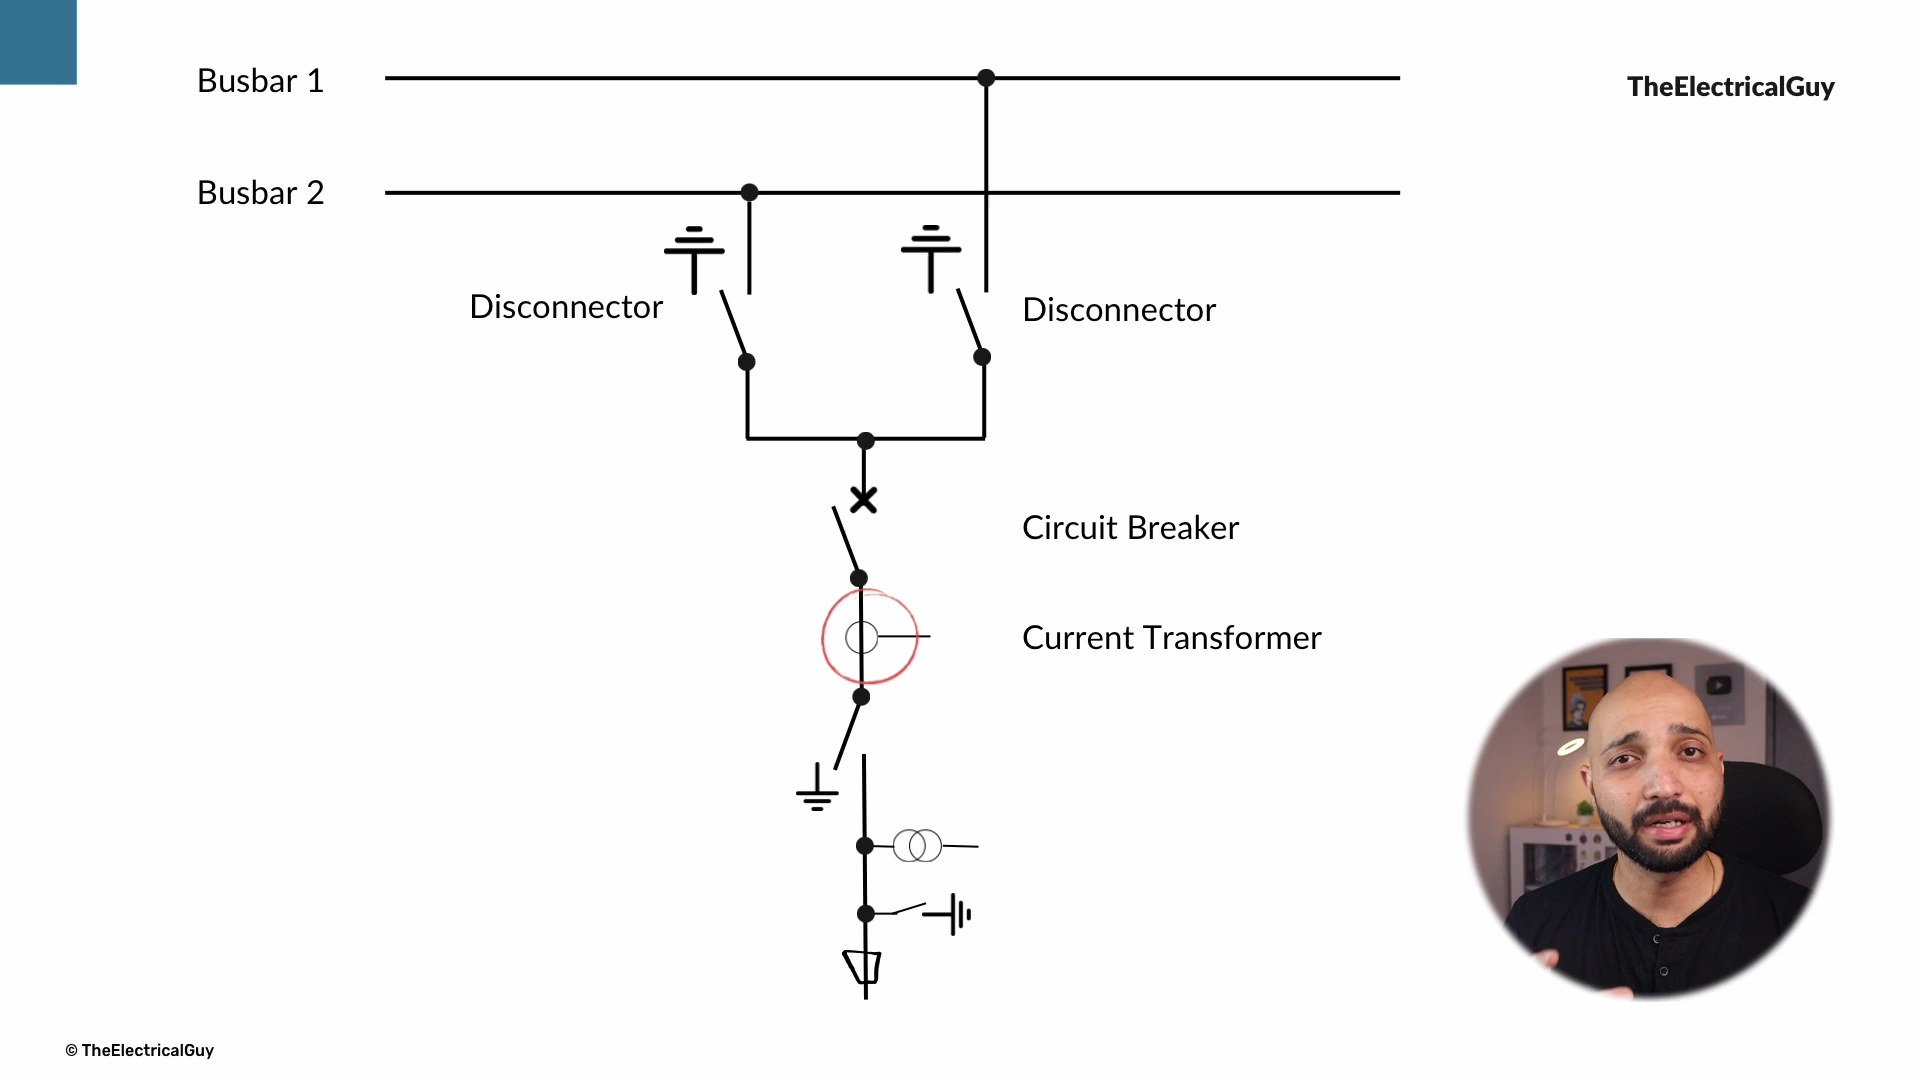 Busbar 1
TheElectricalGuy
Busbar 2
Disconnector
Disconnector
Circuit Breaker
Current Transformer
© TheElectricalGuy